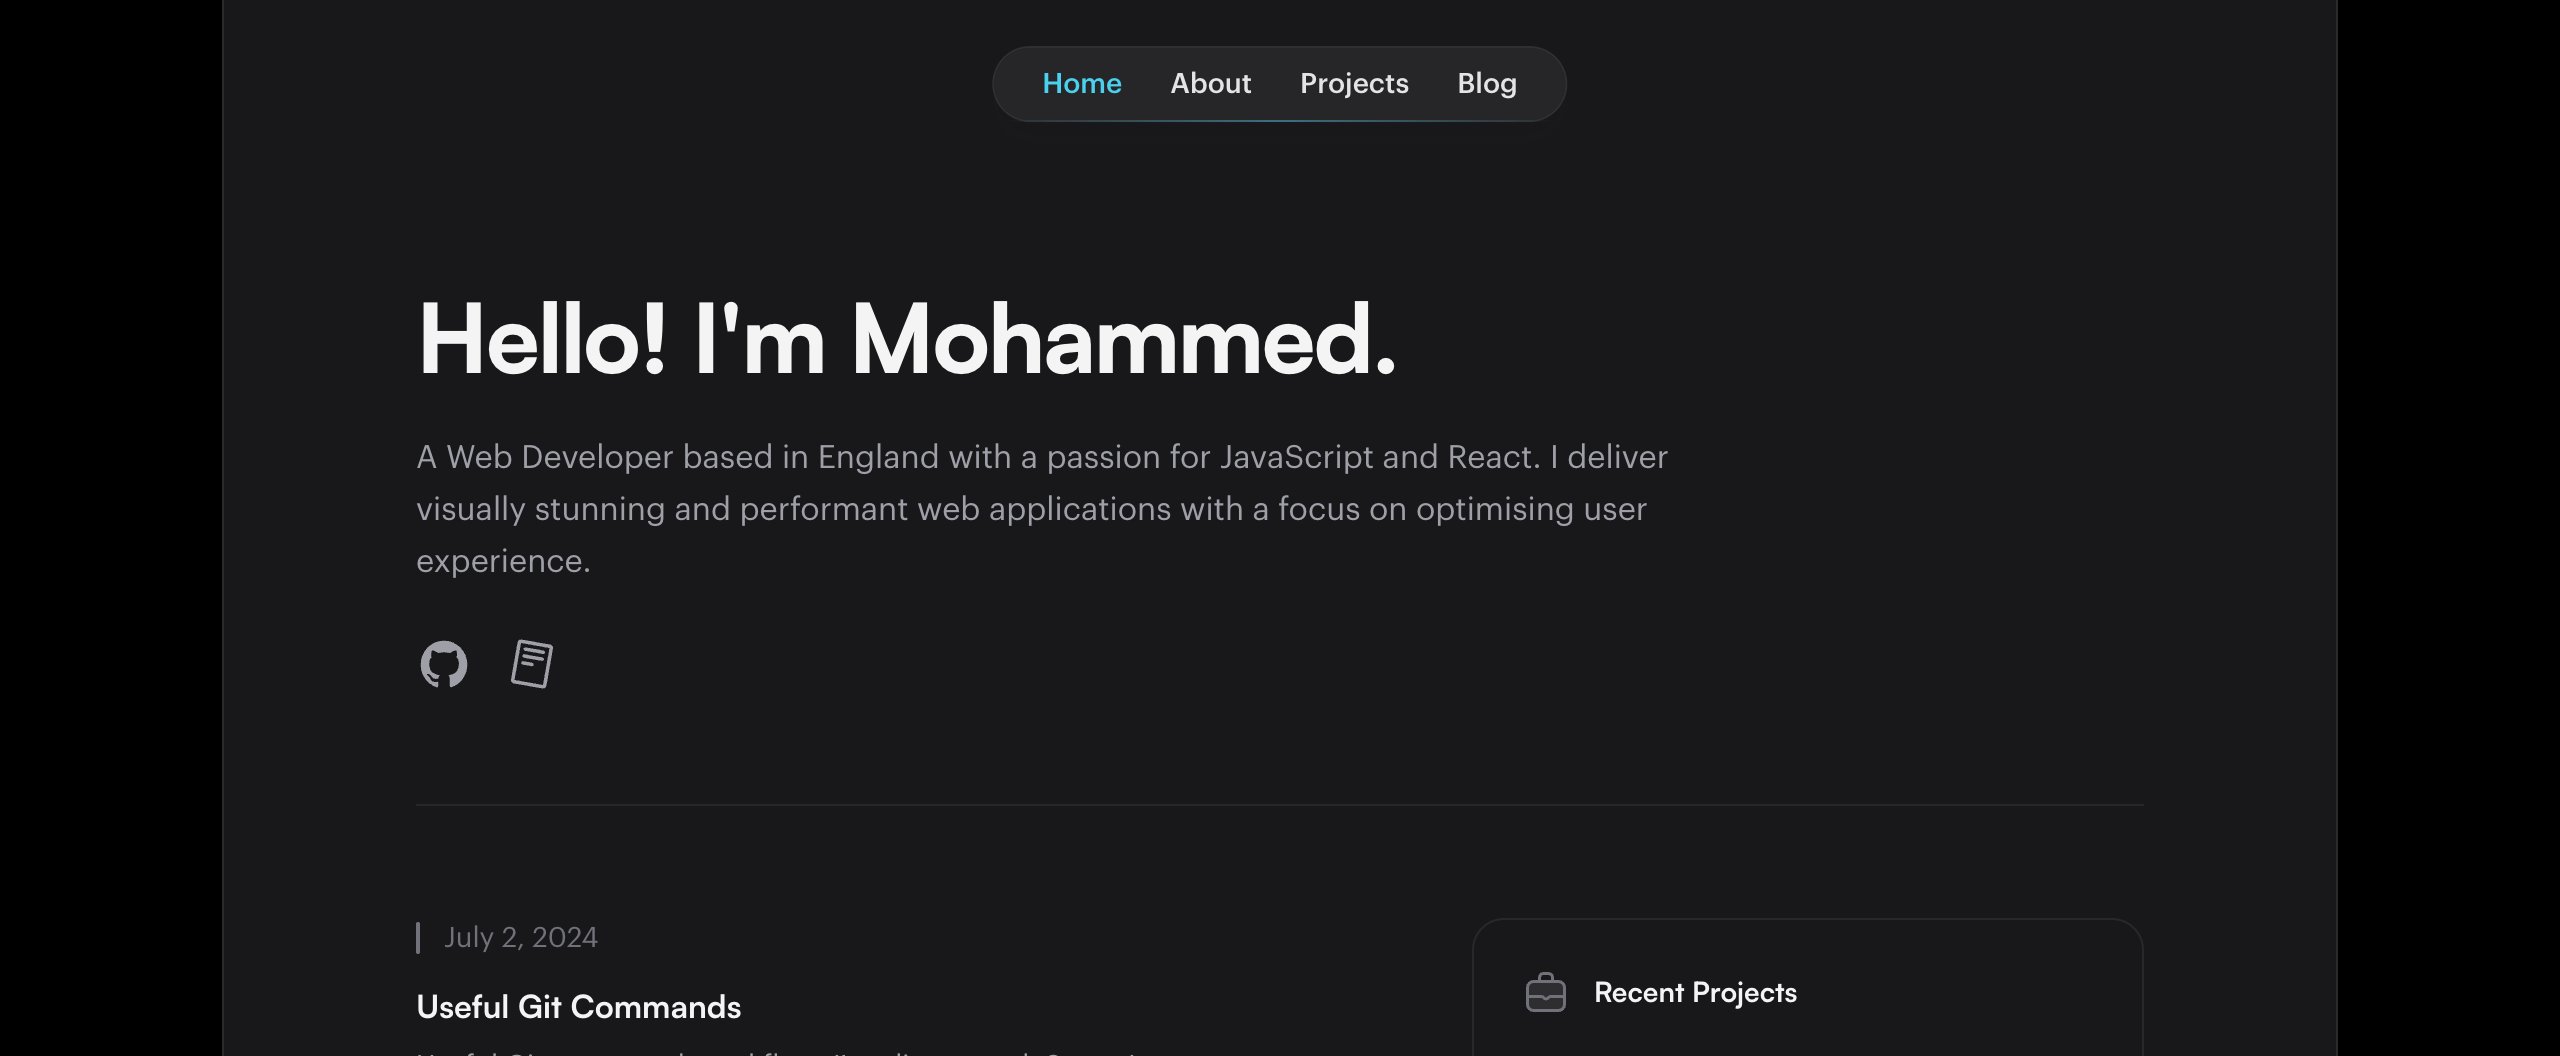 Home About Projects Blog
Hello! I'm Mohammed.
A Web Developer based in England with a passion for JavaScript and React. I deliver
visually stunning and performant web applications with a focus on optimising user
experience.
July 2, 2024
Useful Git Commands
Recent Projects